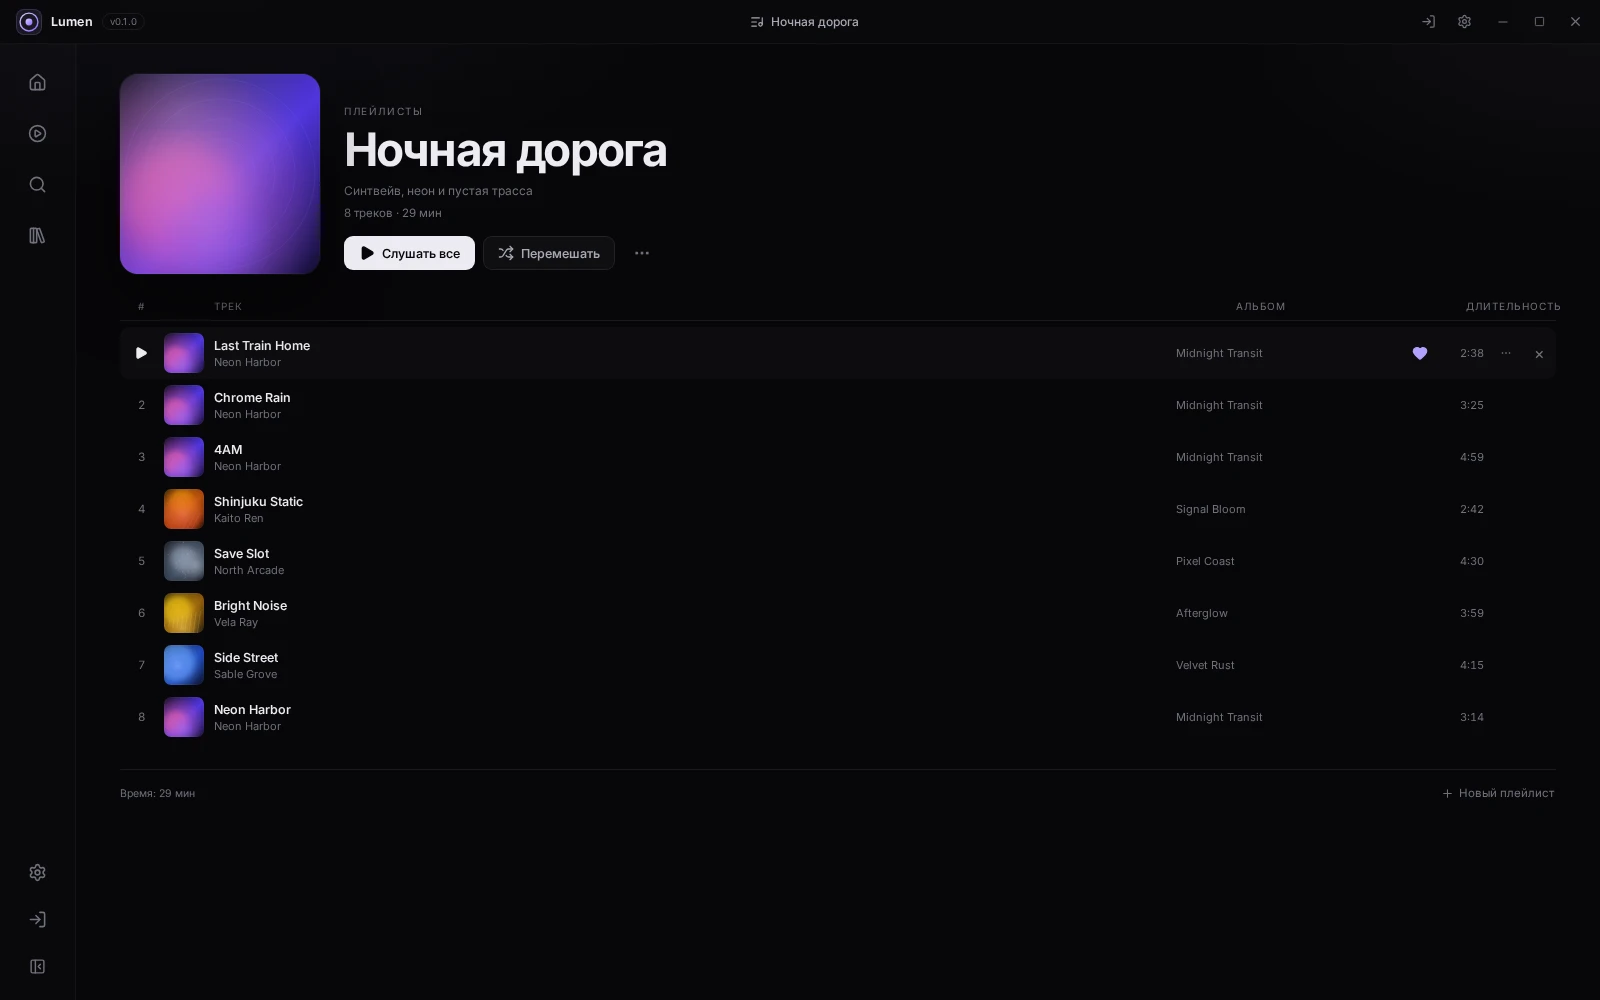 Lumen v0.1.0 Ночная дорога
ПЛЕЙЛИСТЫ
Ночная дорога
Синтвейв, неон и пустая трасса
8 треков · 29 мин
Слушать все Перемешать
# ТРЕК АЛЬБОМ ДЛИТЕЛЬНОСТЬ
Last Train Home
Neon Harbor
Midnight Transit 2:38
2 Chrome Rain
Neon Harbor
Midnight Transit 3:25
3 4AM
Neon Harbor
Midnight Transit 4:59
4 Shinjuku Static
Kaito Ren
Signal Bloom 2:42
5 Save Slot
North Arcade
Pixel Coast 4:30
6 Bright Noise
Vela Ray
Afterglow 3:59
7 Side Street
Sable Grove
Velvet Rust 4:15
8 Neon Harbor
Neon Harbor
Midnight Transit 3:14
Время: 29 мин + Новый плейлист